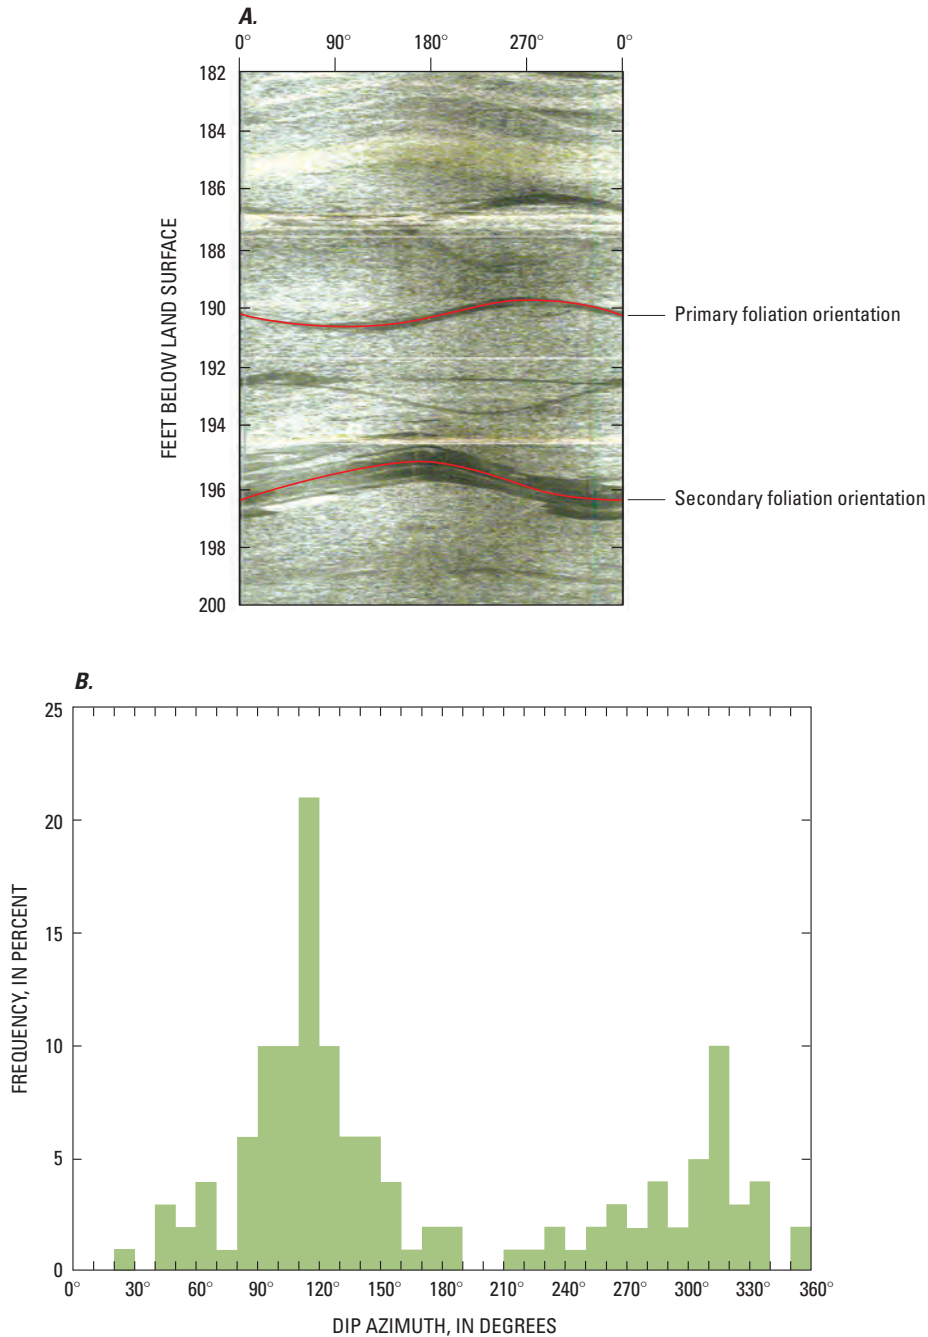 A.
0° 90° 180° 270° 0°
182
184
186
188
190
192
194
196
198
200
FEET BELOW LAND SURFACE
Primary foliation orientation
Secondary foliation orientation
B.
25
20
15
10
5
0
FREQUENCY, IN PERCENT
0° 30° 60° 90° 120° 150° 180° 210° 240° 270° 300° 330° 360°
DIP AZIMUTH, IN DEGREES